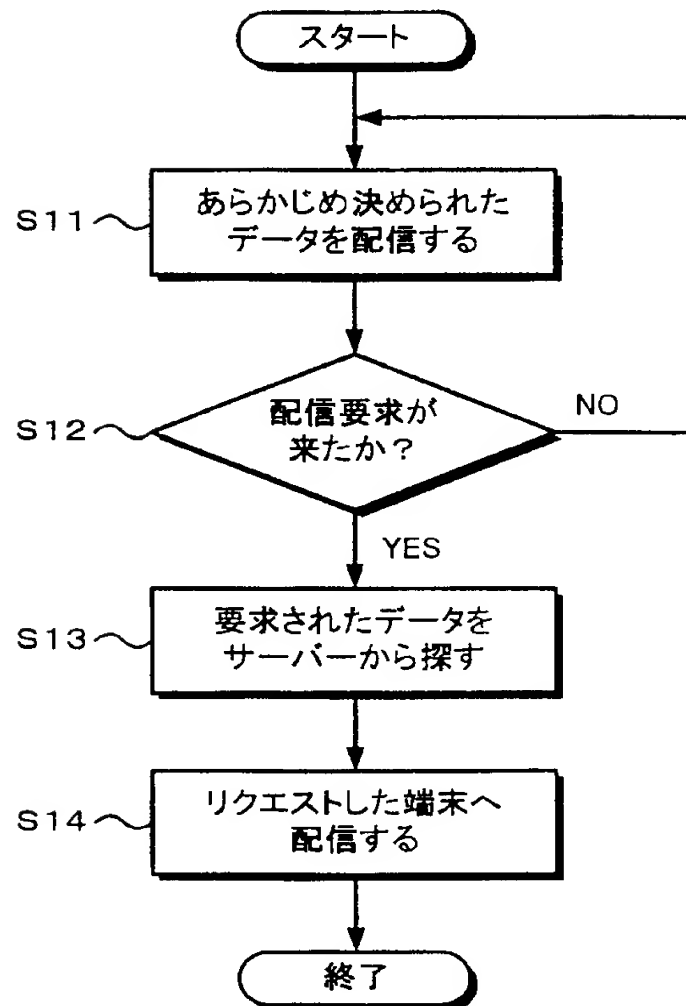 スタート
S11
あらかじめ決められた
データを配信する
S12
配信要求が
来たか？
NO
YES
S13
要求されたデータを
サーバーから探す
S14
リクエストした端末へ
配信する
終了